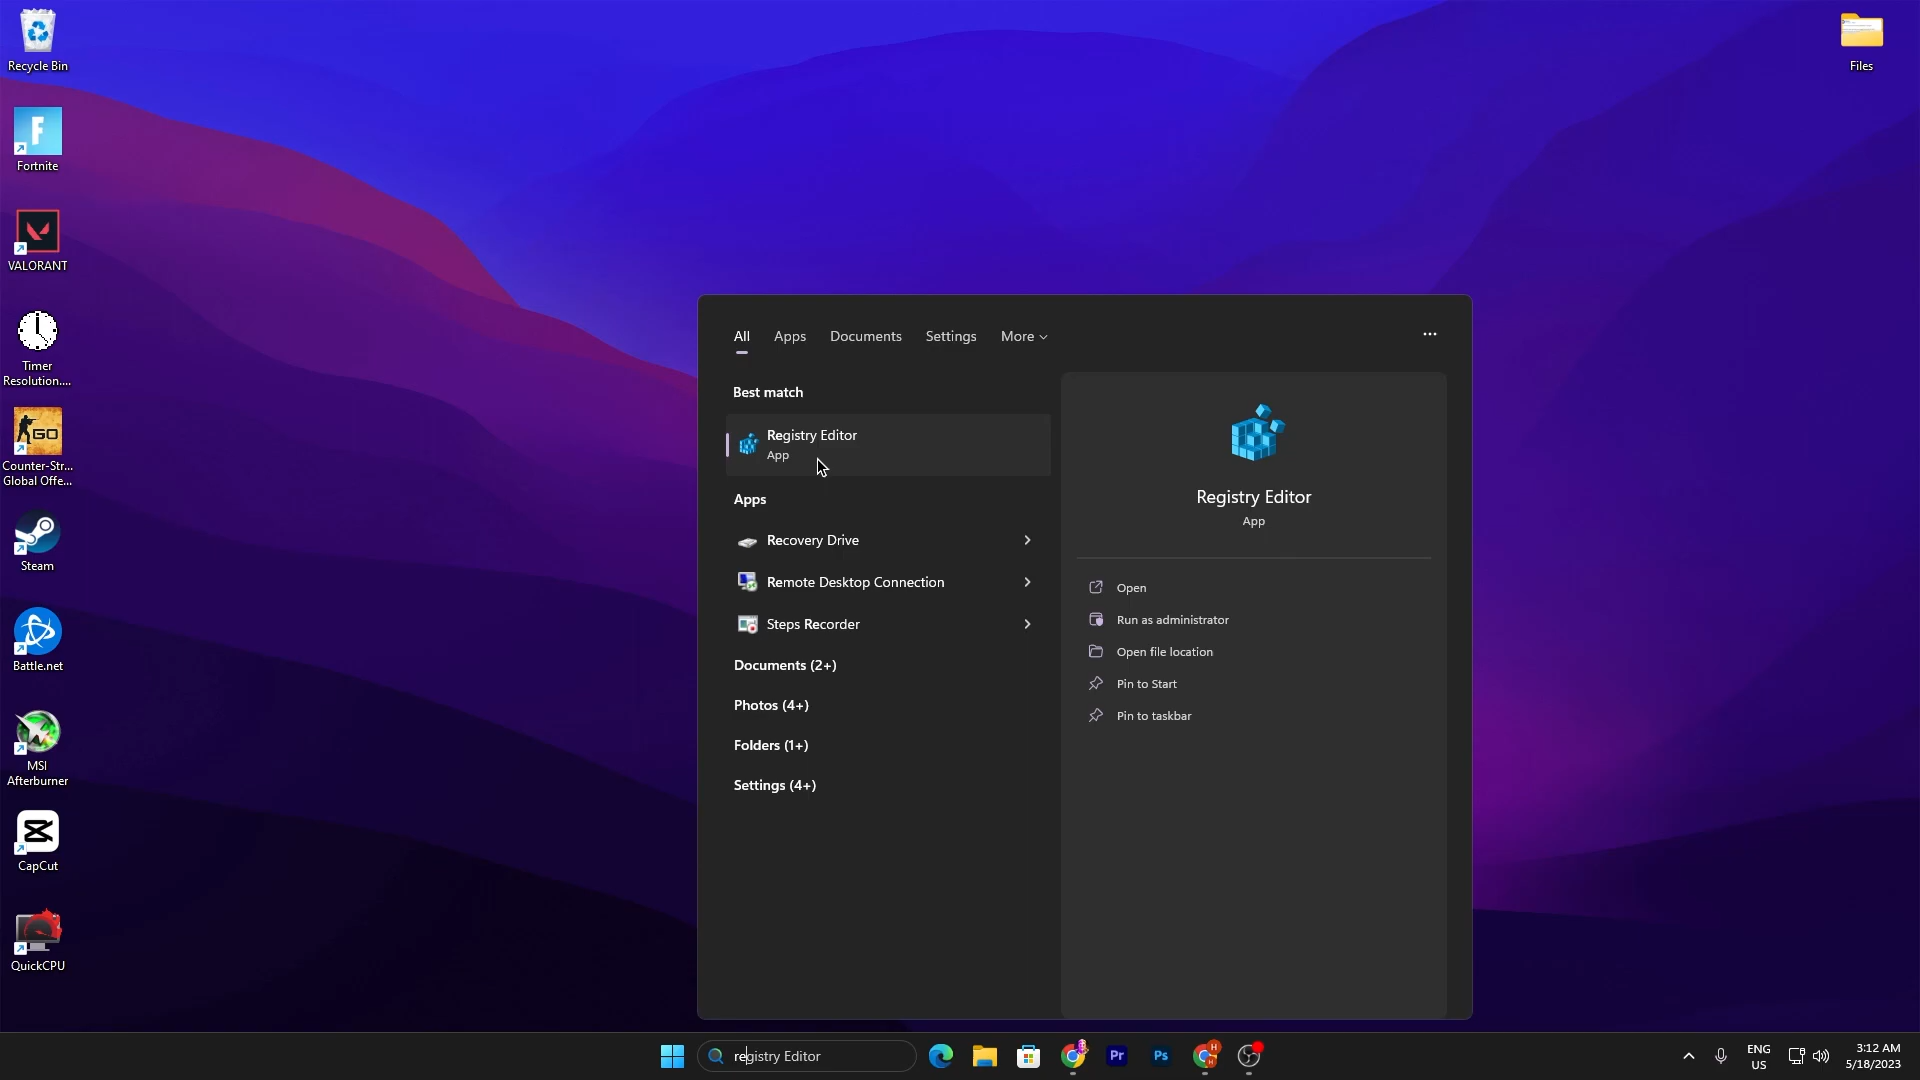 Recycle Bin
Fortnite
VALORANT
Timer
Resolution....
GO
Counter-Str...
Global Offe...
Steam
Battle.net
MSI
Afterburner
CapCut
QuickCPU
Files
All
Apps
Documents
Settings
More
Best match
Registry Editor
App
Apps
Recovery Drive
Remote Desktop Connection
Steps Recorder
Documents (2+)
Photos (4+)
Folders (1+)
Settings (4+)
Registry Editor
App
Open
Run as administrator
Open file location
Pin to Start
Pin to taskbar
registry Editor
Pr
Ps
H
ENG
US
3:12 AM
5/18/2023